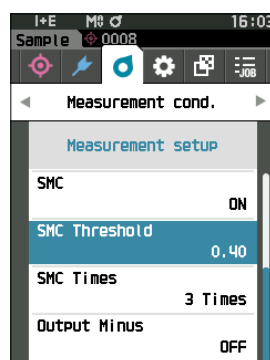 I+E M0 16:03
Sample 0008
JOB
Measurement cond.
Measurement setup
SMC
ON
SMC Threshold
0.40
SMC Times
3 Times
Output Minus
OFF